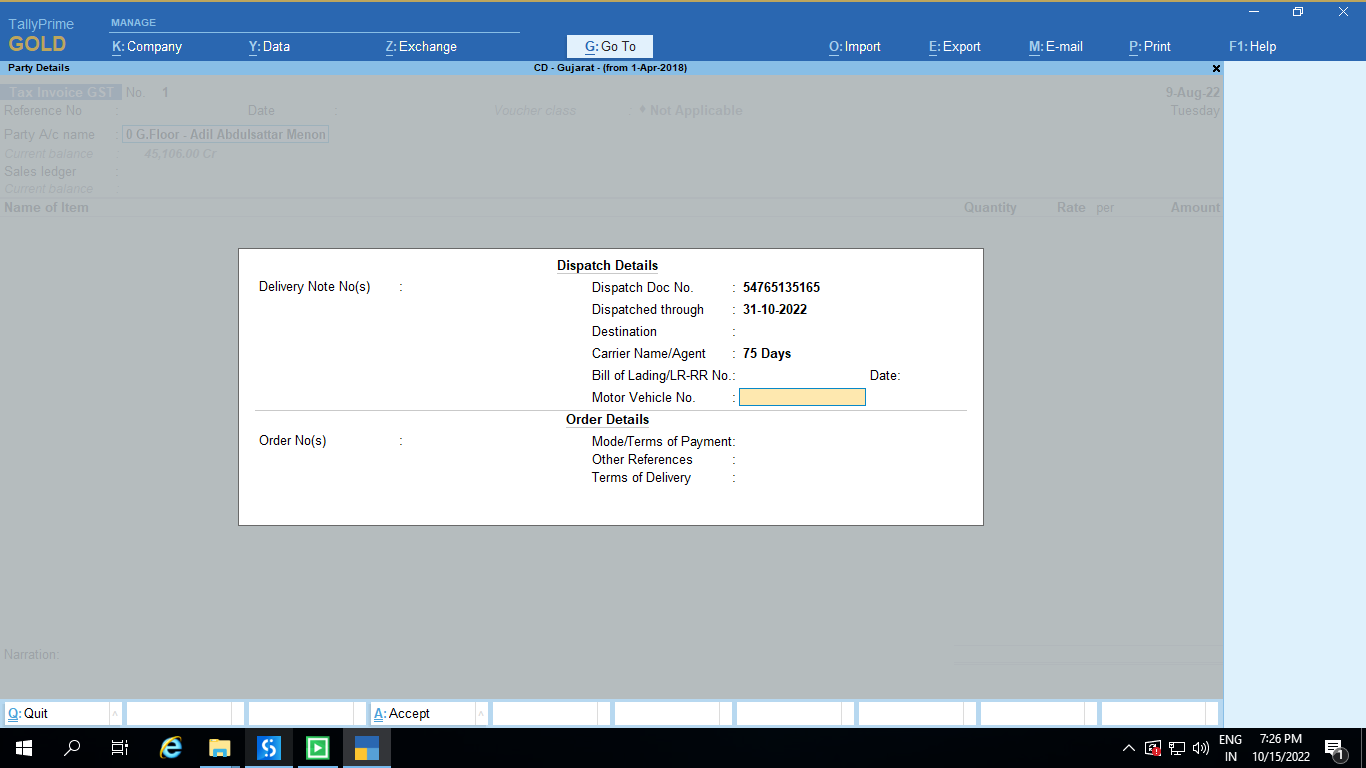 TallyPrime
GOLD
MANAGE
K: Company Y: Data Z: Exchange G: Go To O: Import E: Export M: E-mail P: Print F1: Help
Party Details CD - Gujarat - (from 1-Apr-2018)
Tax Invoice GST No. 1 9-Aug-22
Reference No : Date Voucher class * Not Applicable Tuesday
Party A/c name : 0 G.Floor - Adil Abdulsattar Menon
Current balance 45,106.00 Cr
Sales ledger :
Current balance
Name of Item Quantity Rate per Amount
Dispatch Details
Delivery Note No(s) : Dispatch Doc No. : 54765135165
Dispatched through : 31-10-2022
Destination :
Carrier Name/Agent : 75 Days
Bill of Lading/LR-RR No.: Date:
Motor Vehicle No. :
Order Details
Order No(s) : Mode/Terms of Payment:
Other References :
Terms of Delivery :
Narration:
Q: Quit A: Accept
ENG 7:26 PM
IN 10/15/2022 1